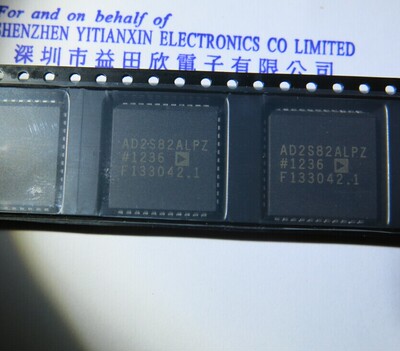 For and on behalf of
SHENZHEN YITIANXIN ELECTRONICS CO LIMITED
深圳市益田欣電子有限公司
AD2S82ALPZ
#1236
F133042.1
AD2S82ALPZ
#1236
F133042.1